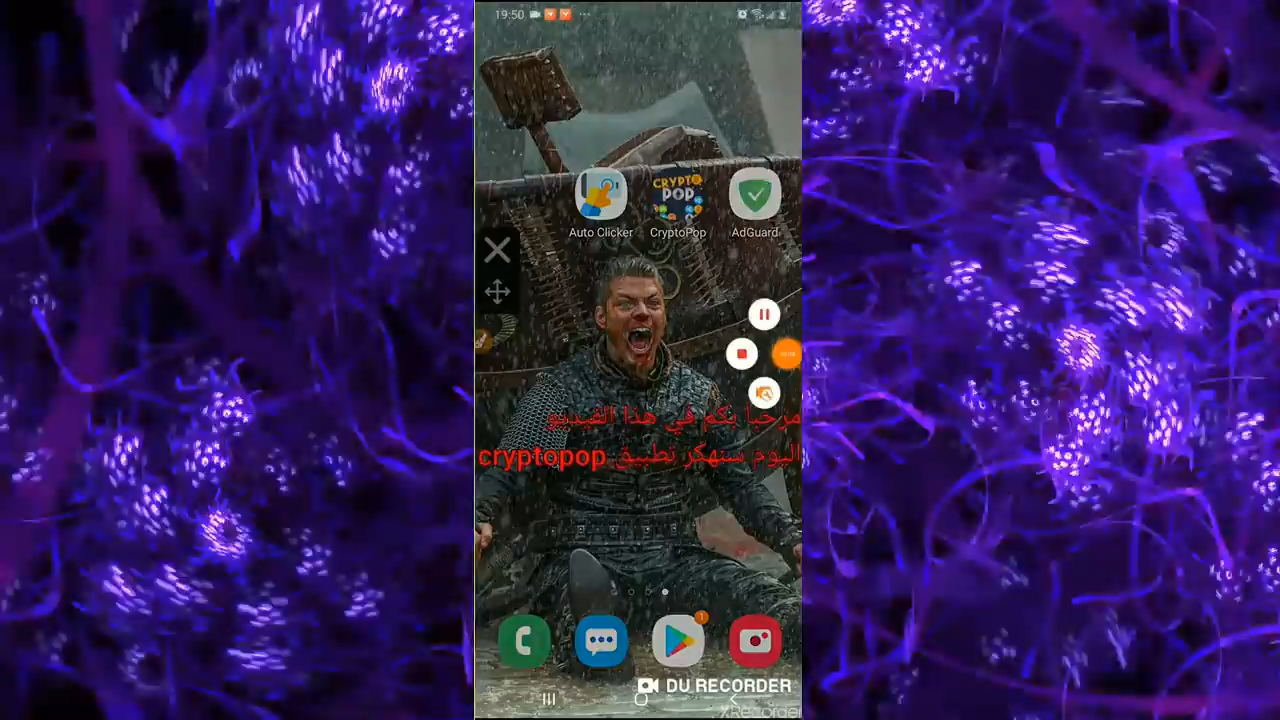 19:50
CRYPTO
POP
Auto Clicker
CryptoPop
AdGuard
مرحبا بكم في هذا الفيديو
اليوم سنهكر تطبيق cryptopop
1
DU RECORDER
XRecorder